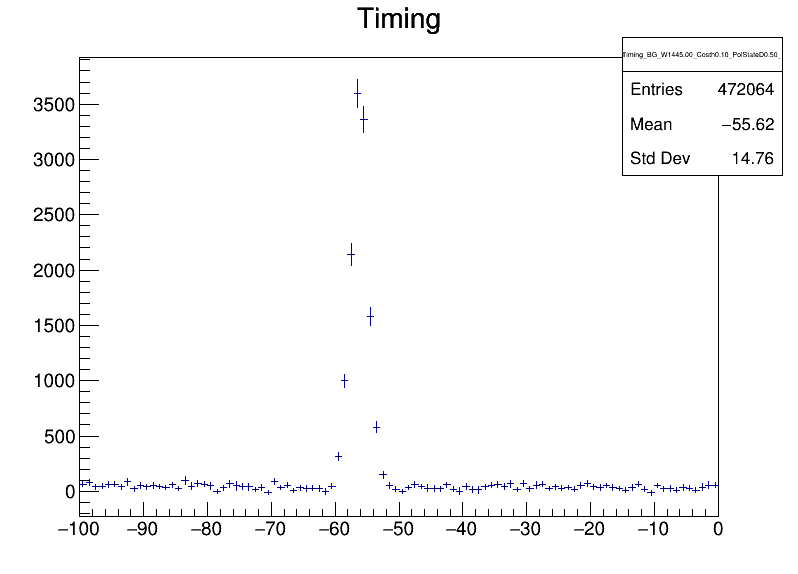 Timing
Timing_BG_W1445.00_Costh0.10_PolStateD0.50_
Entries 472064
Mean −55.62
Std Dev 14.76
3500
3000
2500
2000
1500
1000
500
0
−100 −90 −80 −70 −60 −50 −40 −30 −20 −10 0